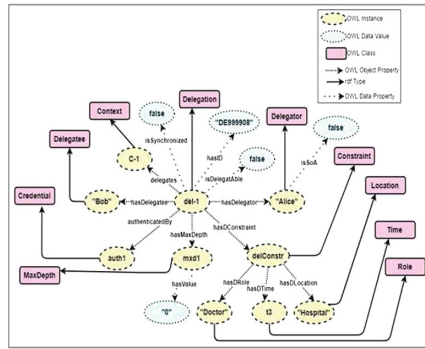 OWL Instance
OWL Data Value
OWL Class
OWL Object Property
rdf Type
OWL Data Property
Delegation
false
"DE999908"
Delegator
Context
isSynchronized
hasID
false
false
Delegatee
C-1
isDelegatAble
isSoA
Constraint
delegates
Credential
"Bob"
hasDelegatee
del-1
hasDelegator
"Alice"
Location
authenticatedBy
hasDConstraint
hasMaxDepth
Time
auth1
mxd1
delConstr
MaxDepth
Role
hasValue
hasDRole
hasDTime
hasDLocation
"0"
"Doctor"
t3
"Hospital"